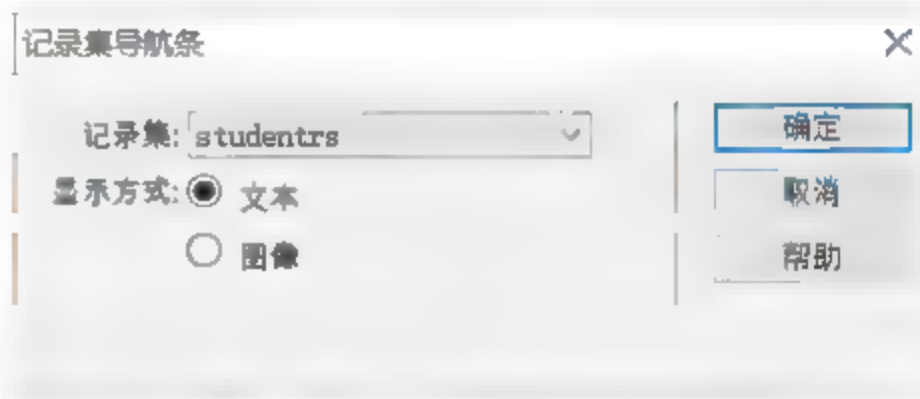 记录集导航条
记录集: studentrs
确定
显示方式: 文本
取消
图像
帮助